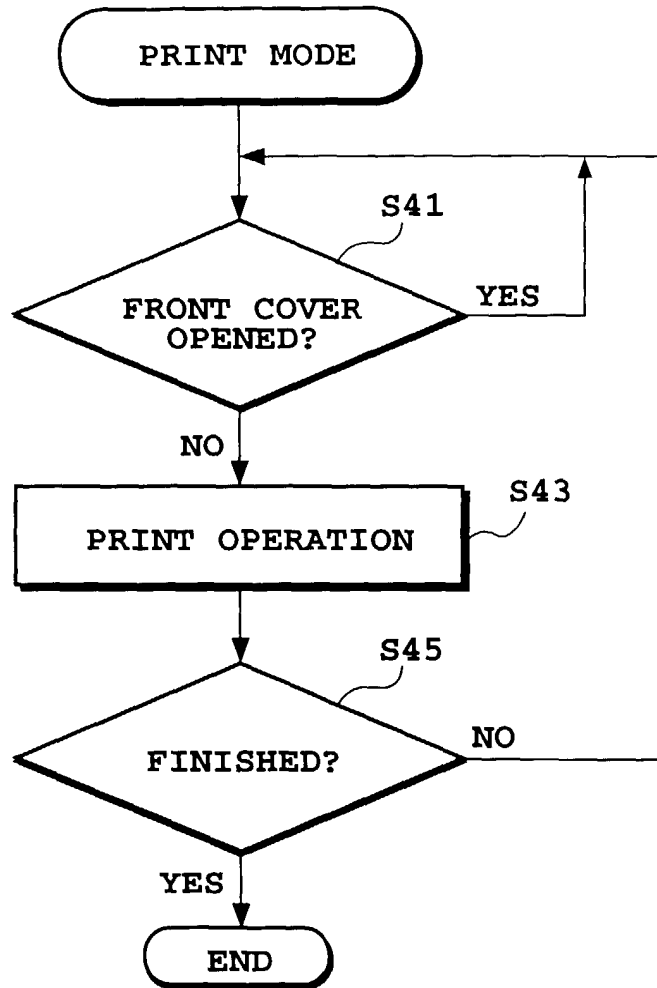 PRINT MODE
S41
FRONT COVER
OPENED?
YES
NO
S43
PRINT OPERATION
S45
FINISHED?
NO
YES
END